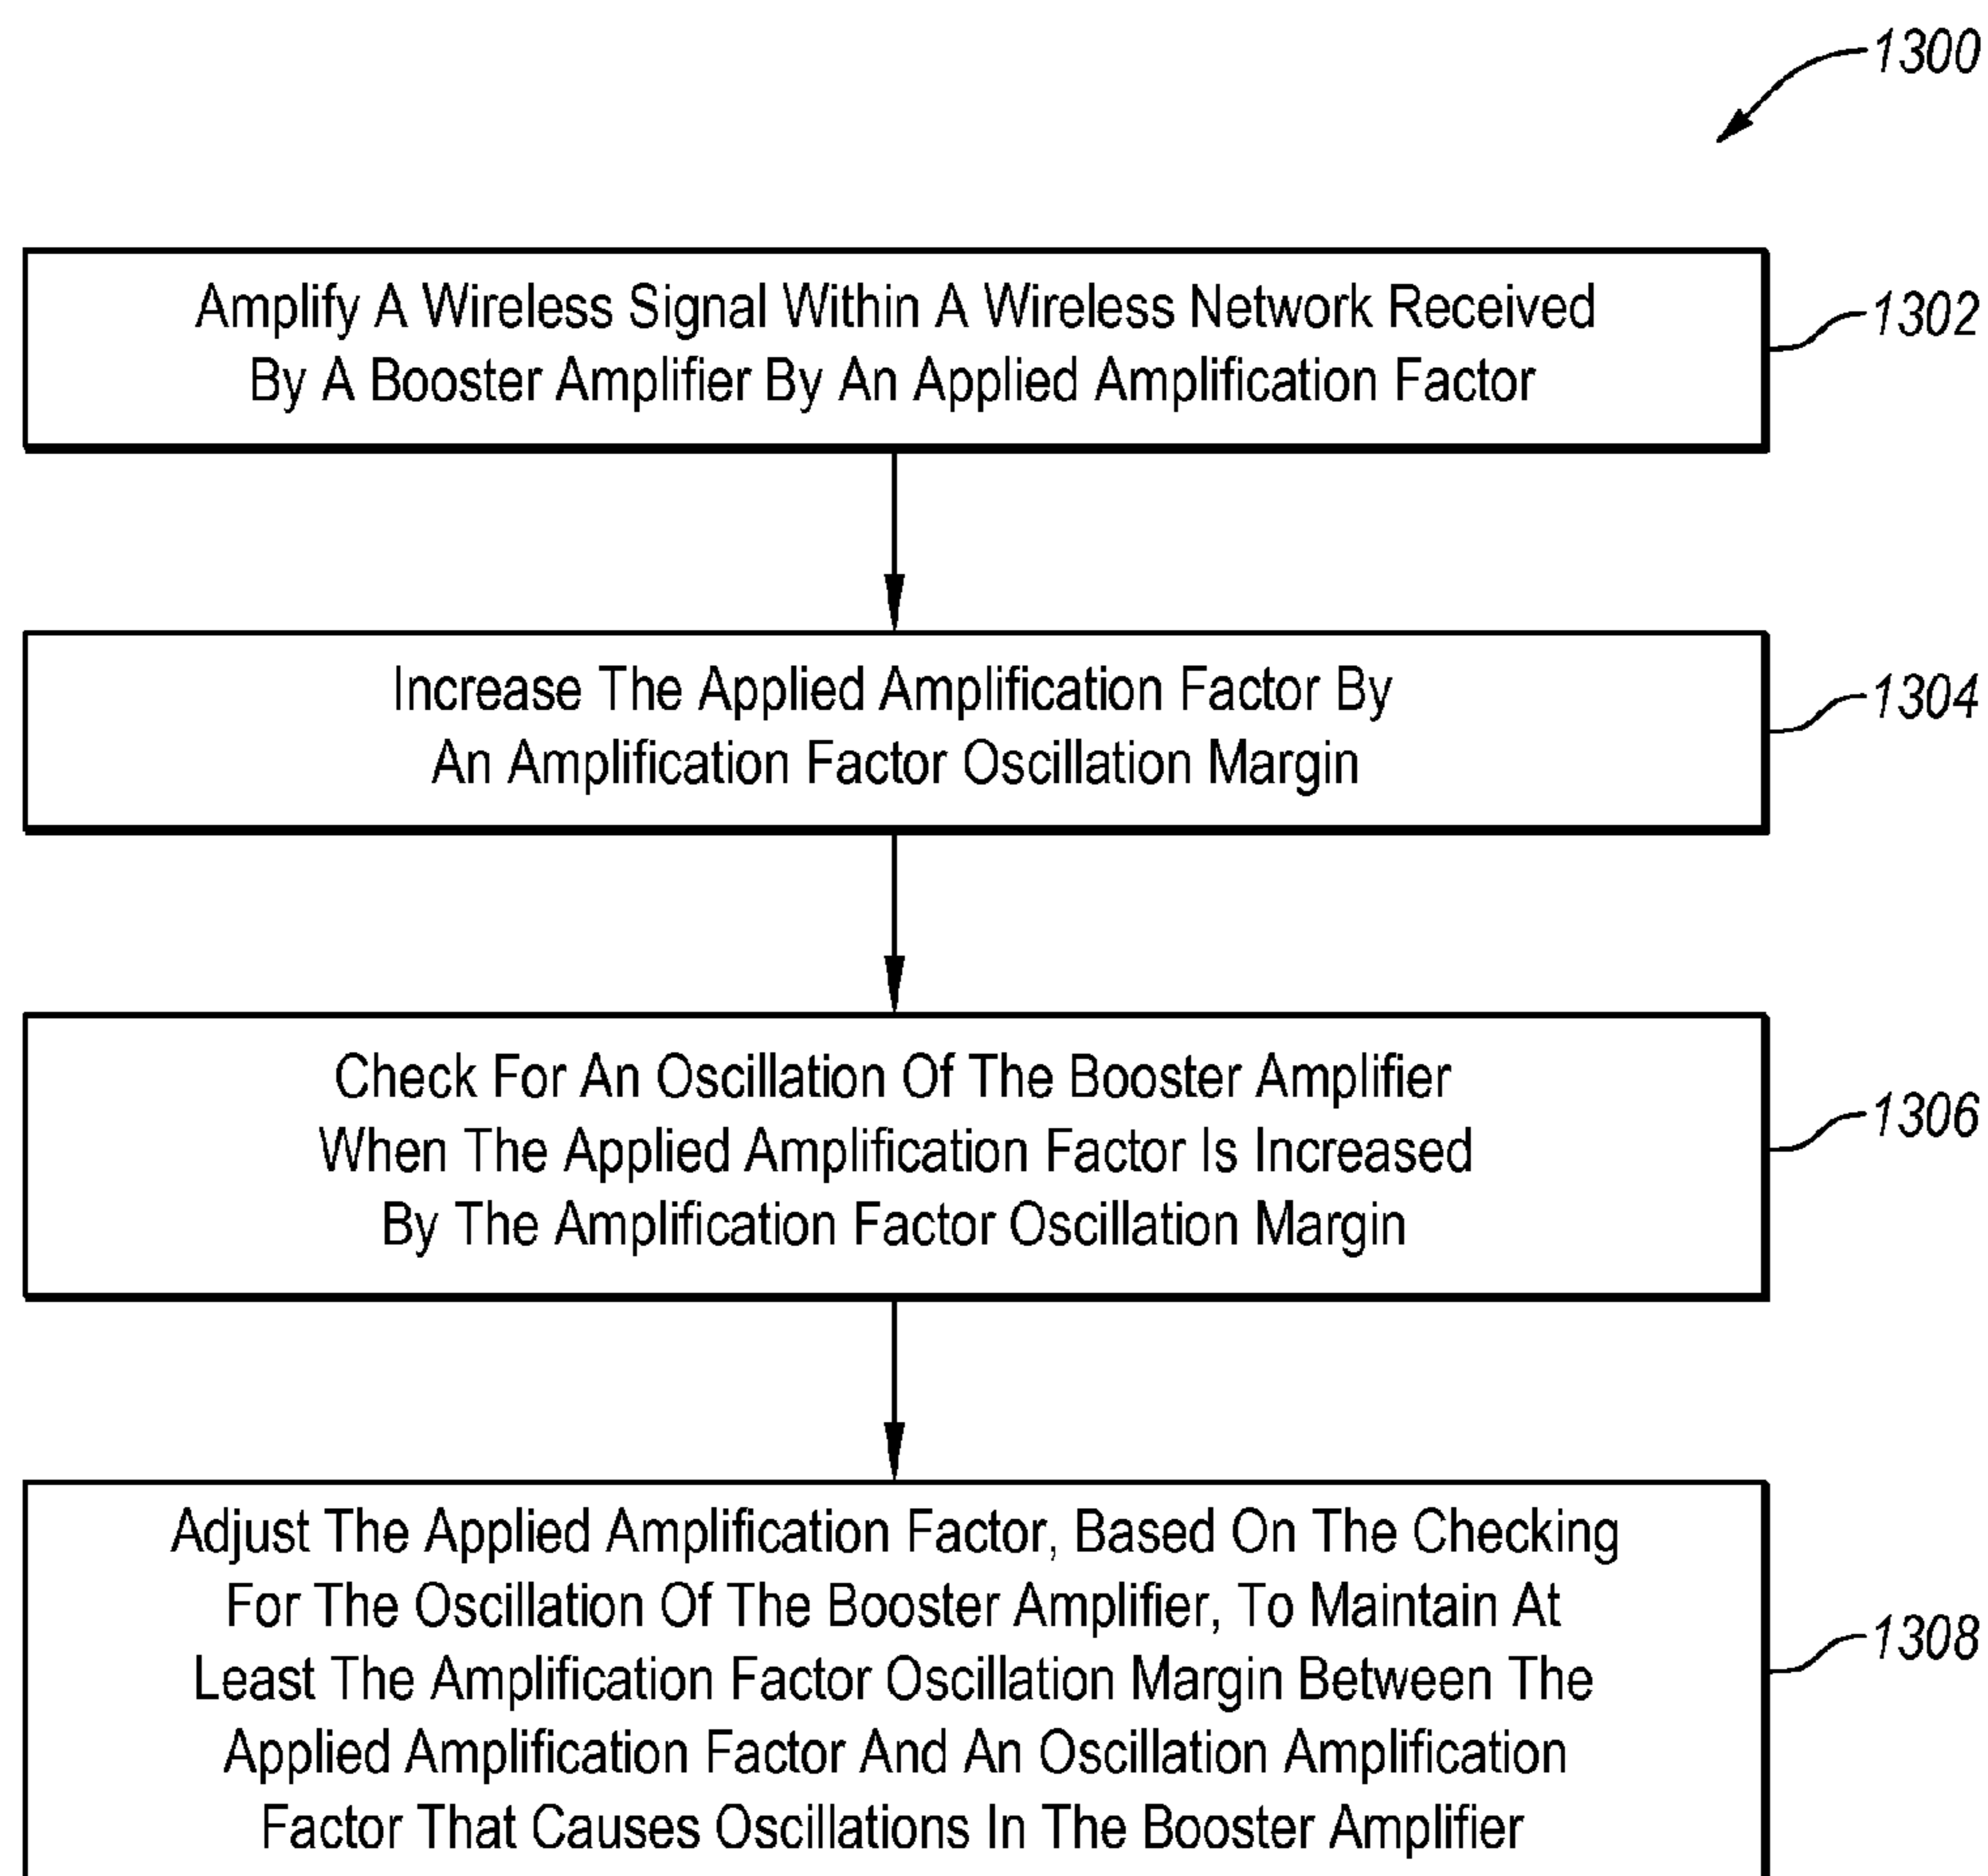 1300
Amplify A Wireless Signal Within A Wireless Network Received
By A Booster Amplifier By An Applied Amplification Factor
1302
Increase The Applied Amplification Factor By
An Amplification Factor Oscillation Margin
1304
Check For An Oscillation Of The Booster Amplifier
When The Applied Amplification Factor Is Increased
By The Amplification Factor Oscillation Margin
1306
Adjust The Applied Amplification Factor, Based On The Checking
For The Oscillation Of The Booster Amplifier, To Maintain At
Least The Amplification Factor Oscillation Margin Between The
Applied Amplification Factor And An Oscillation Amplification
Factor That Causes Oscillations In The Booster Amplifier
1308